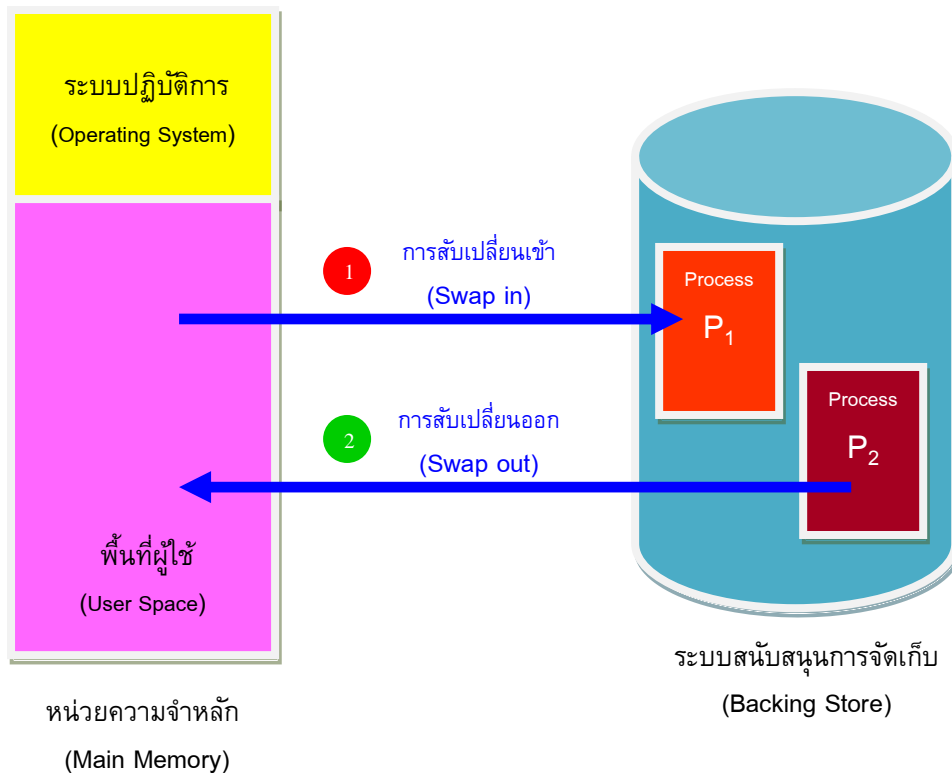 ระบบปฏิบัติการ
(Operating System)
1
การสับเปลี่ยนเข้า
(Swap in)
Process
P₁
2
การสับเปลี่ยนออก
(Swap out)
Process
P₂
พื้นที่ผู้ใช้
(User Space)
ระบบสนับสนุนการจัดเก็บ
(Backing Store)
หน่วยความจำหลัก
(Main Memory)